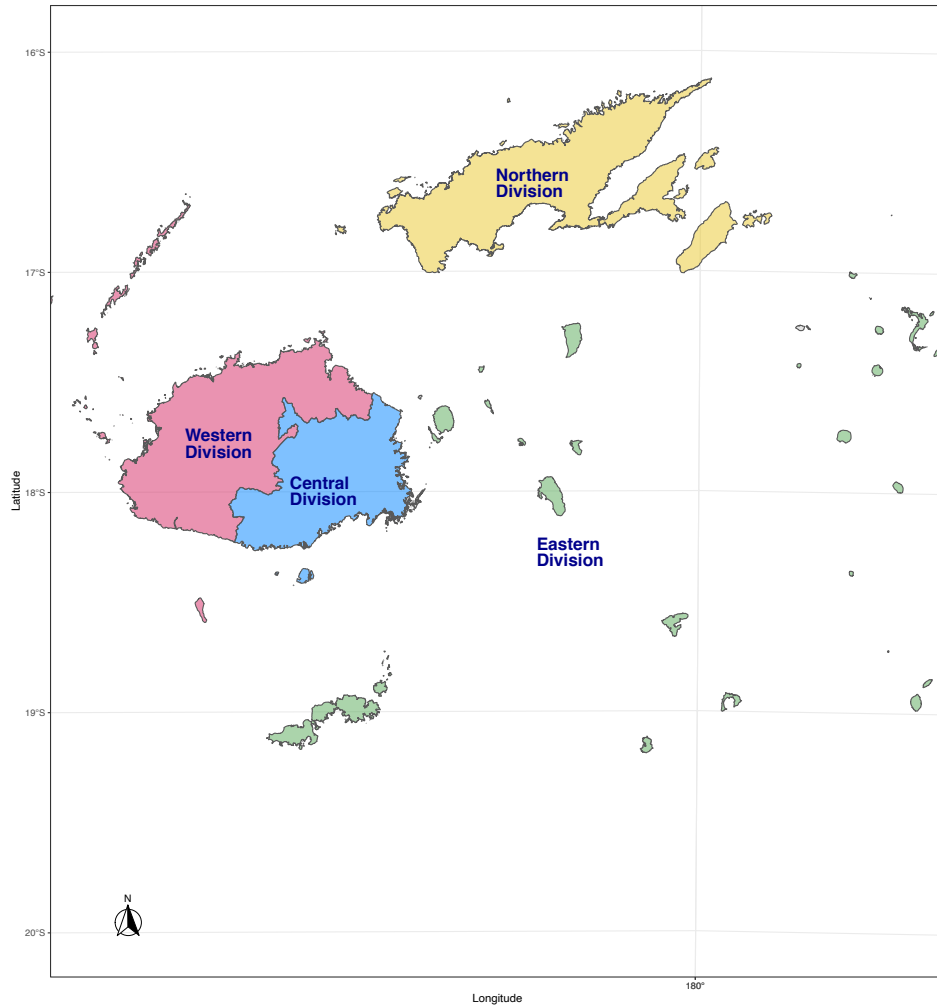 16°S
Northern
Division
17°S
Western
Division
Central
Division
18°S
Latitude
Eastern
Division
19°S
N
20°S
180°
Longitude